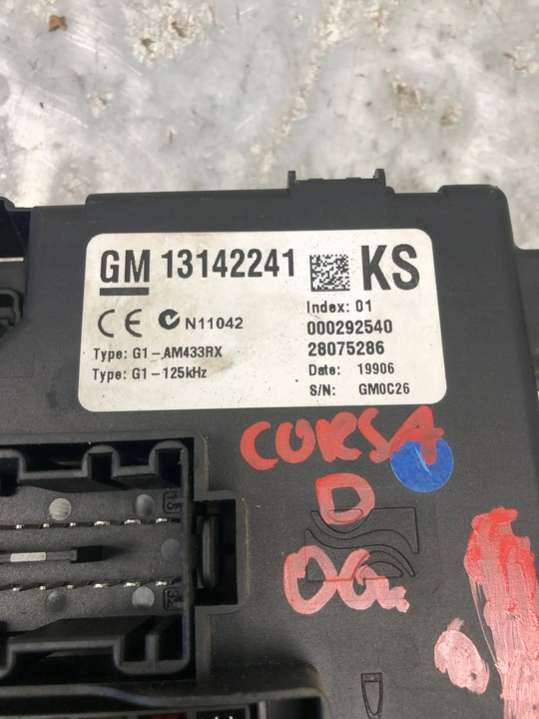 GM 13142241 KS
Index: 01
CE N11042 000292540
Type: G1-AM433RX 28075286
Type: G1-125kHz Date: 19906
S/N: GM0C26
CORSA
D
06